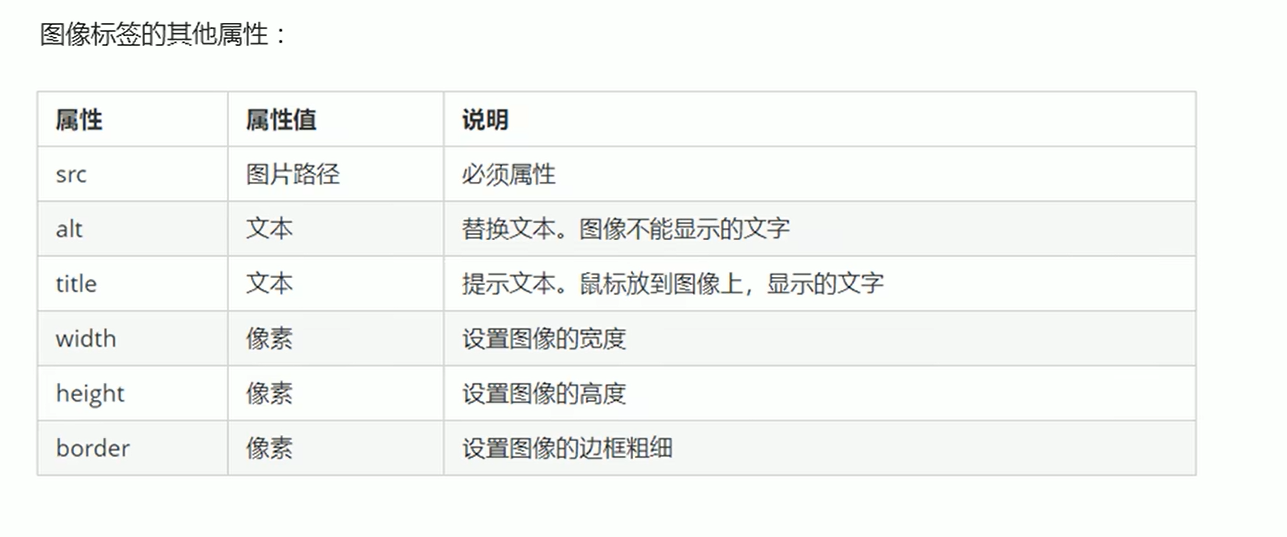 图像标签的其他属性：
属性 属性值 说明
src 图片路径 必须属性
alt 文本 替换文本。图像不能显示的文字
title 文本 提示文本。鼠标放到图像上，显示的文字
width 像素 设置图像的宽度
height 像素 设置图像的高度
border 像素 设置图像的边框粗细